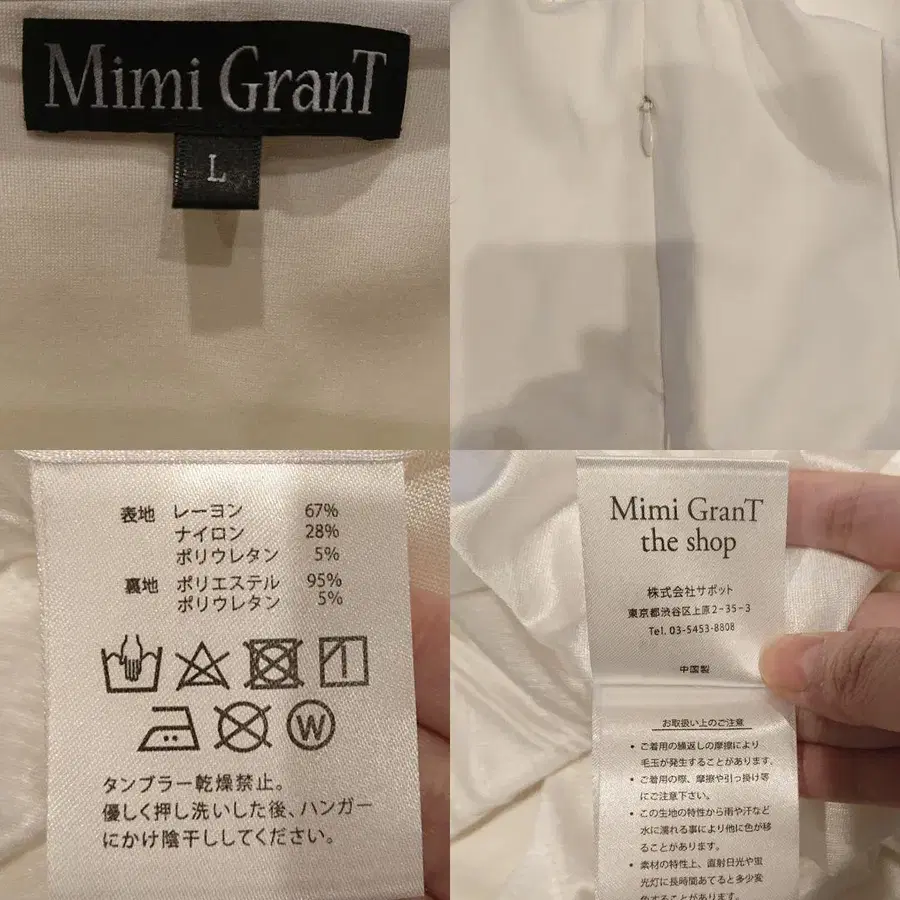 Mimi GranT
L
表地 レーヨン 67%
ナイロン 28%
ポリウレタン 5%
裏地 ポリエステル 95%
ポリウレタン 5%
W
タンブラー乾燥禁止。
優しく押し洗いした後、ハンガー
にかけ陰干ししてください。
Mimi GranT
the shop
株式会社サポット
東京都渋谷区上原2-35-3
Tel. 03-5453-8808
中国製
お取扱い上のご注意
• ご着用の繰返しの摩擦により
毛玉が発生することがあります。
• ご着用の際、摩擦や引っ掛け等
にご注意下さい。
• この生地の特性から雨や汗など
水に濡れる事により他に色が移
ることがあります。
• 素材の特性上、直射日光や蛍
光灯に長時間あてると多少変
色することがあります。